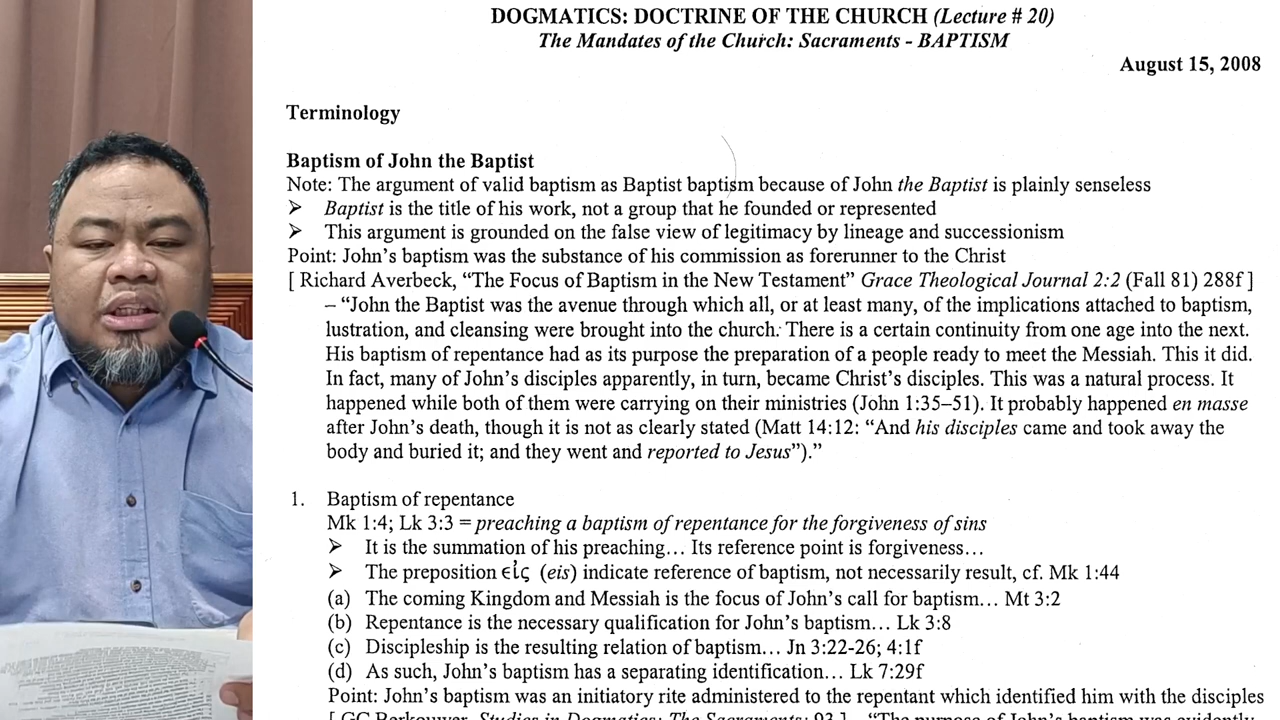 DOGMATICS: DOCTRINE OF THE CHURCH (Lecture # 20)
The Mandates of the Church: Sacraments - BAPTISM
August 15, 2008
Terminology
Baptism of John the Baptist
Note: The argument of valid baptism as Baptist baptism because of John the Baptist is plainly senseless
➢ Baptist is the title of his work, not a group that he founded or represented
➢ This argument is grounded on the false view of legitimacy by lineage and successionism
Point: John’s baptism was the substance of his commission as forerunner to the Christ
[ Richard Averbeck, “The Focus of Baptism in the New Testament” Grace Theological Journal 2:2 (Fall 81) 288f ]
– “John the Baptist was the avenue through which all, or at least many, of the implications attached to baptism,
lustration, and cleansing were brought into the church. There is a certain continuity from one age into the next.
His baptism of repentance had as its purpose the preparation of a people ready to meet the Messiah. This it did.
In fact, many of John’s disciples apparently, in turn, became Christ’s disciples. This was a natural process. It
happened while both of them were carrying on their ministries (John 1:35–51). It probably happened en masse
after John’s death, though it is not as clearly stated (Matt 14:12: “And his disciples came and took away the
body and buried it; and they went and reported to Jesus”).”
1. Baptism of repentance
Mk 1:4; Lk 3:3 = preaching a baptism of repentance for the forgiveness of sins
➢ It is the summation of his preaching… Its reference point is forgiveness…
➢ The preposition εἰς (eis) indicate reference of baptism, not necessarily result, cf. Mk 1:44
(a) The coming Kingdom and Messiah is the focus of John’s call for baptism… Mt 3:2
(b) Repentance is the necessary qualification for John’s baptism… Lk 3:8
(c) Discipleship is the resulting relation of baptism… Jn 3:22-26; 4:1f
(d) As such, John’s baptism has a separating identification… Lk 7:29f
Point: John’s baptism was an initiatory rite administered to the repentant which identified him with the disciples
[ GC Berkouwer, Studies in Dogmatics: The Sacraments: 93 ] – “The purpose of John’s baptism was evidently